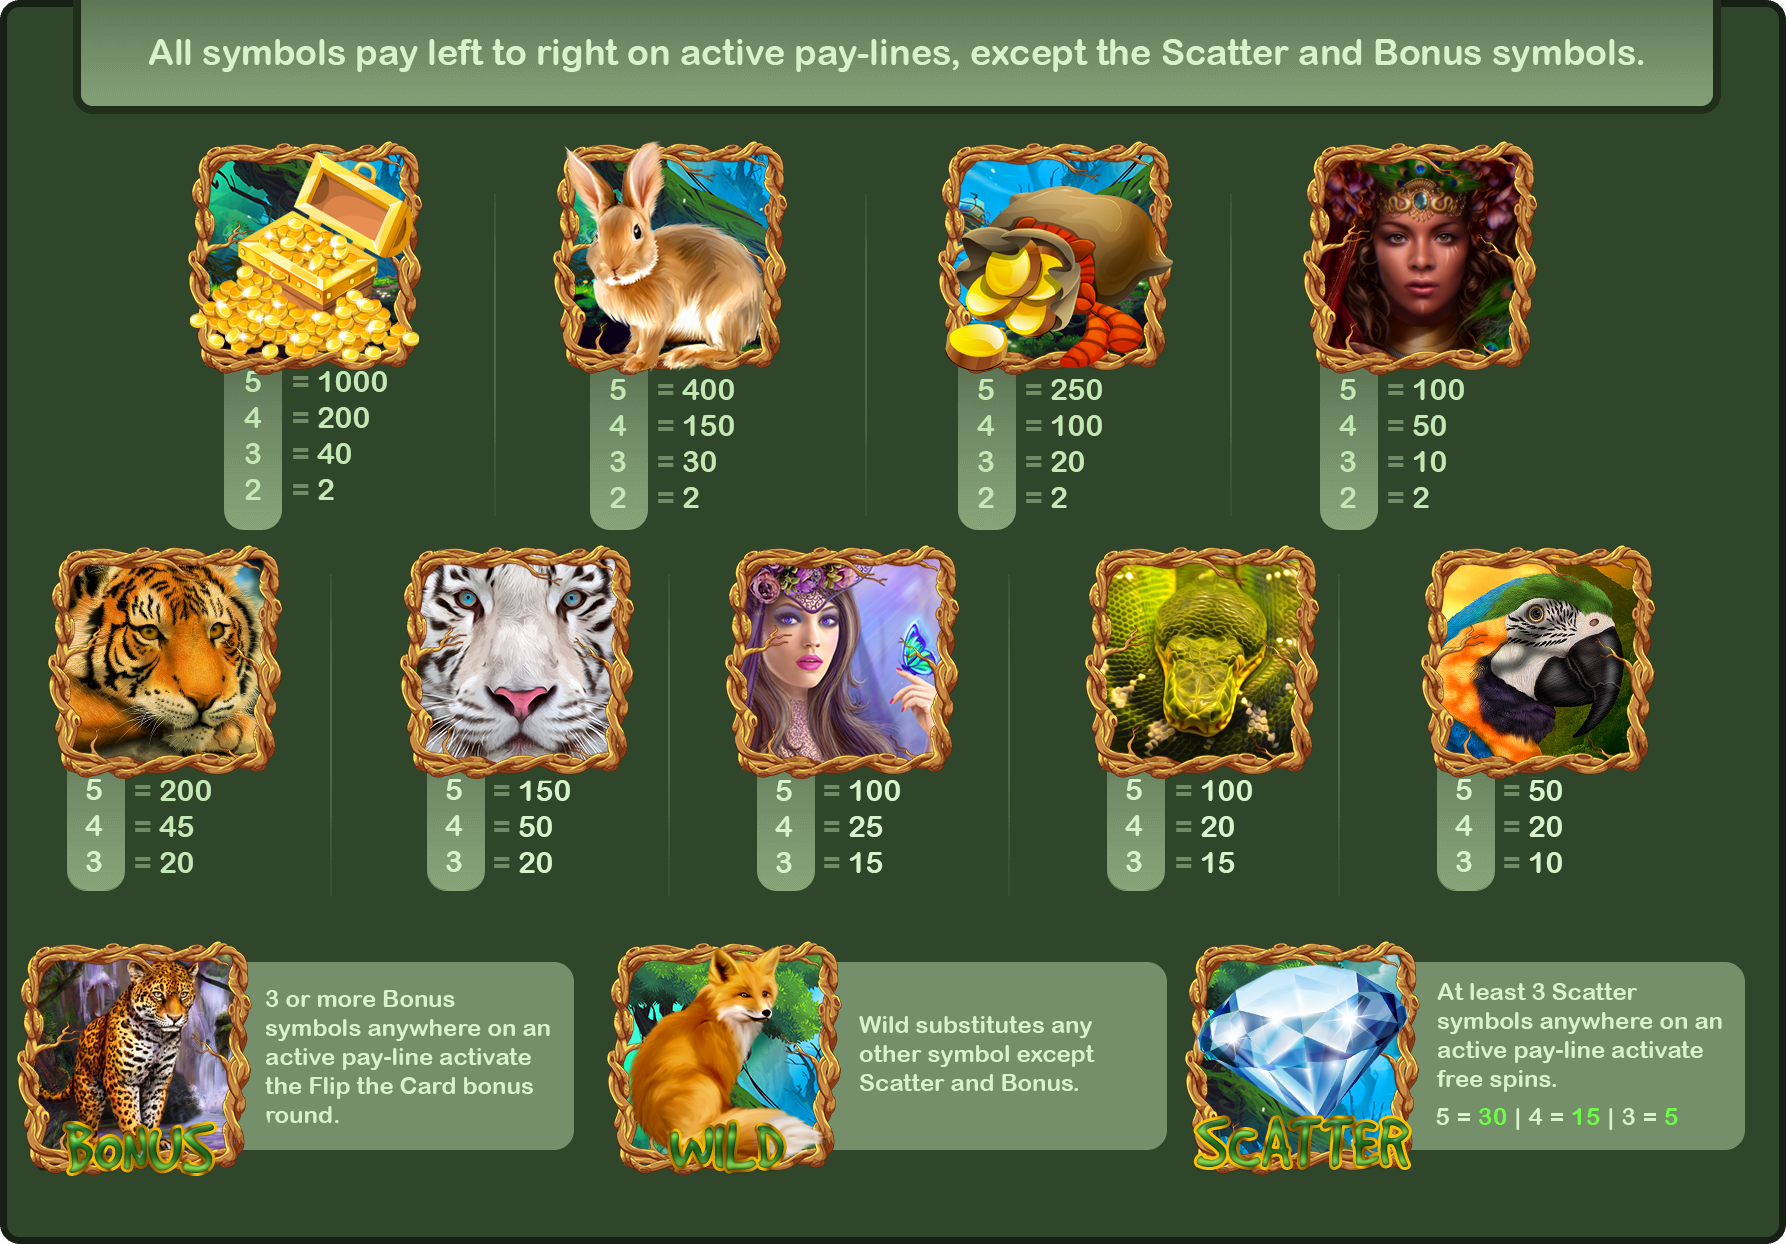 All symbols pay left to right on active pay-lines, except the Scatter and Bonus symbols.
5 = 1000
4 = 200
3 = 40
2 = 2
5 = 400
4 = 150
3 = 30
2 = 2
5 = 250
4 = 100
3 = 20
2 = 2
5 = 100
4 = 50
3 = 10
2 = 2
5 = 200
4 = 45
3 = 20
5 = 150
4 = 50
3 = 20
5 = 100
4 = 25
3 = 15
5 = 100
4 = 20
3 = 15
5 = 50
4 = 20
3 = 10
BONUS
3 or more Bonus
symbols anywhere on an
active pay-line activate
the Flip the Card bonus
round.
WILD
Wild substitutes any
other symbol except
Scatter and Bonus.
SCATTER
At least 3 Scatter
symbols anywhere on an
active pay-line activate
free spins.
5 = 30 | 4 = 15 | 3 = 5